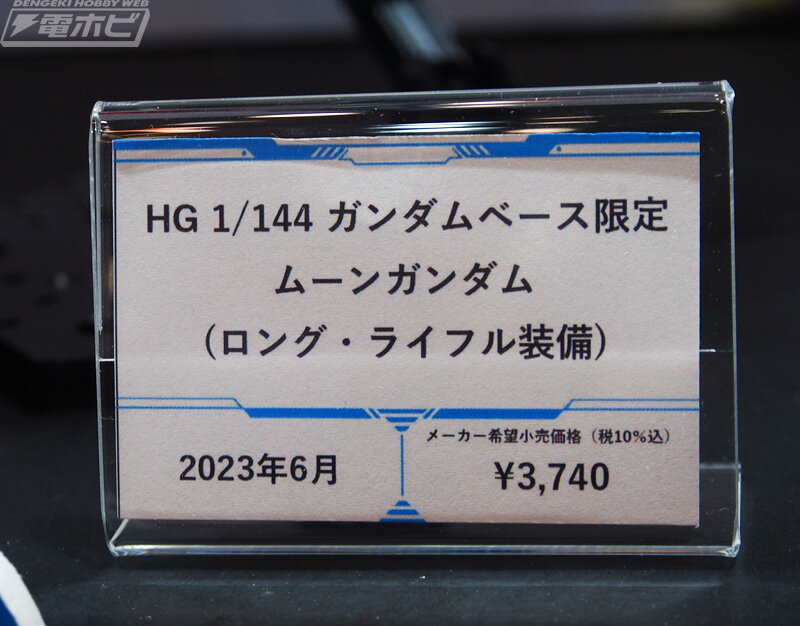 DENGEKI HOBBY WEB
電ホビ
HG 1/144 ガンダムベース限定
ムーンガンダム
(ロング・ライフル装備)
2023年6月
メーカー希望小売価格（税10%込）
¥3,740